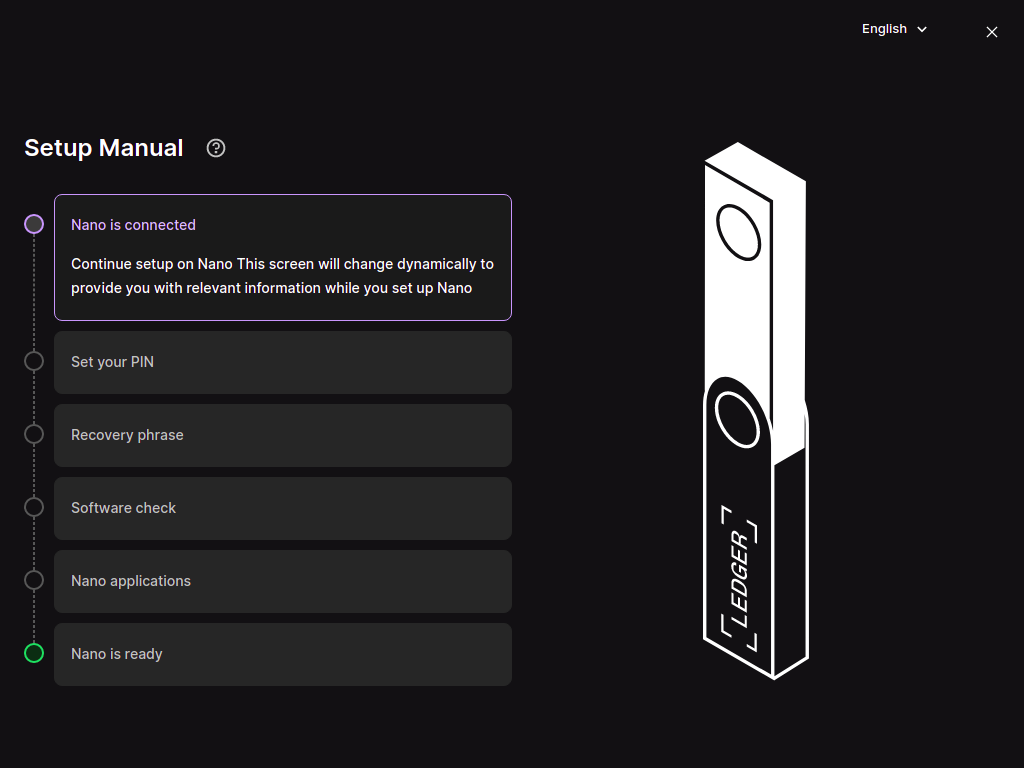 English
Setup Manual
Nano is connected
Continue setup on Nano This screen will change dynamically to
provide you with relevant information while you set up Nano
Set your PIN
Recovery phrase
Software check
Nano applications
Nano is ready
LEDGER